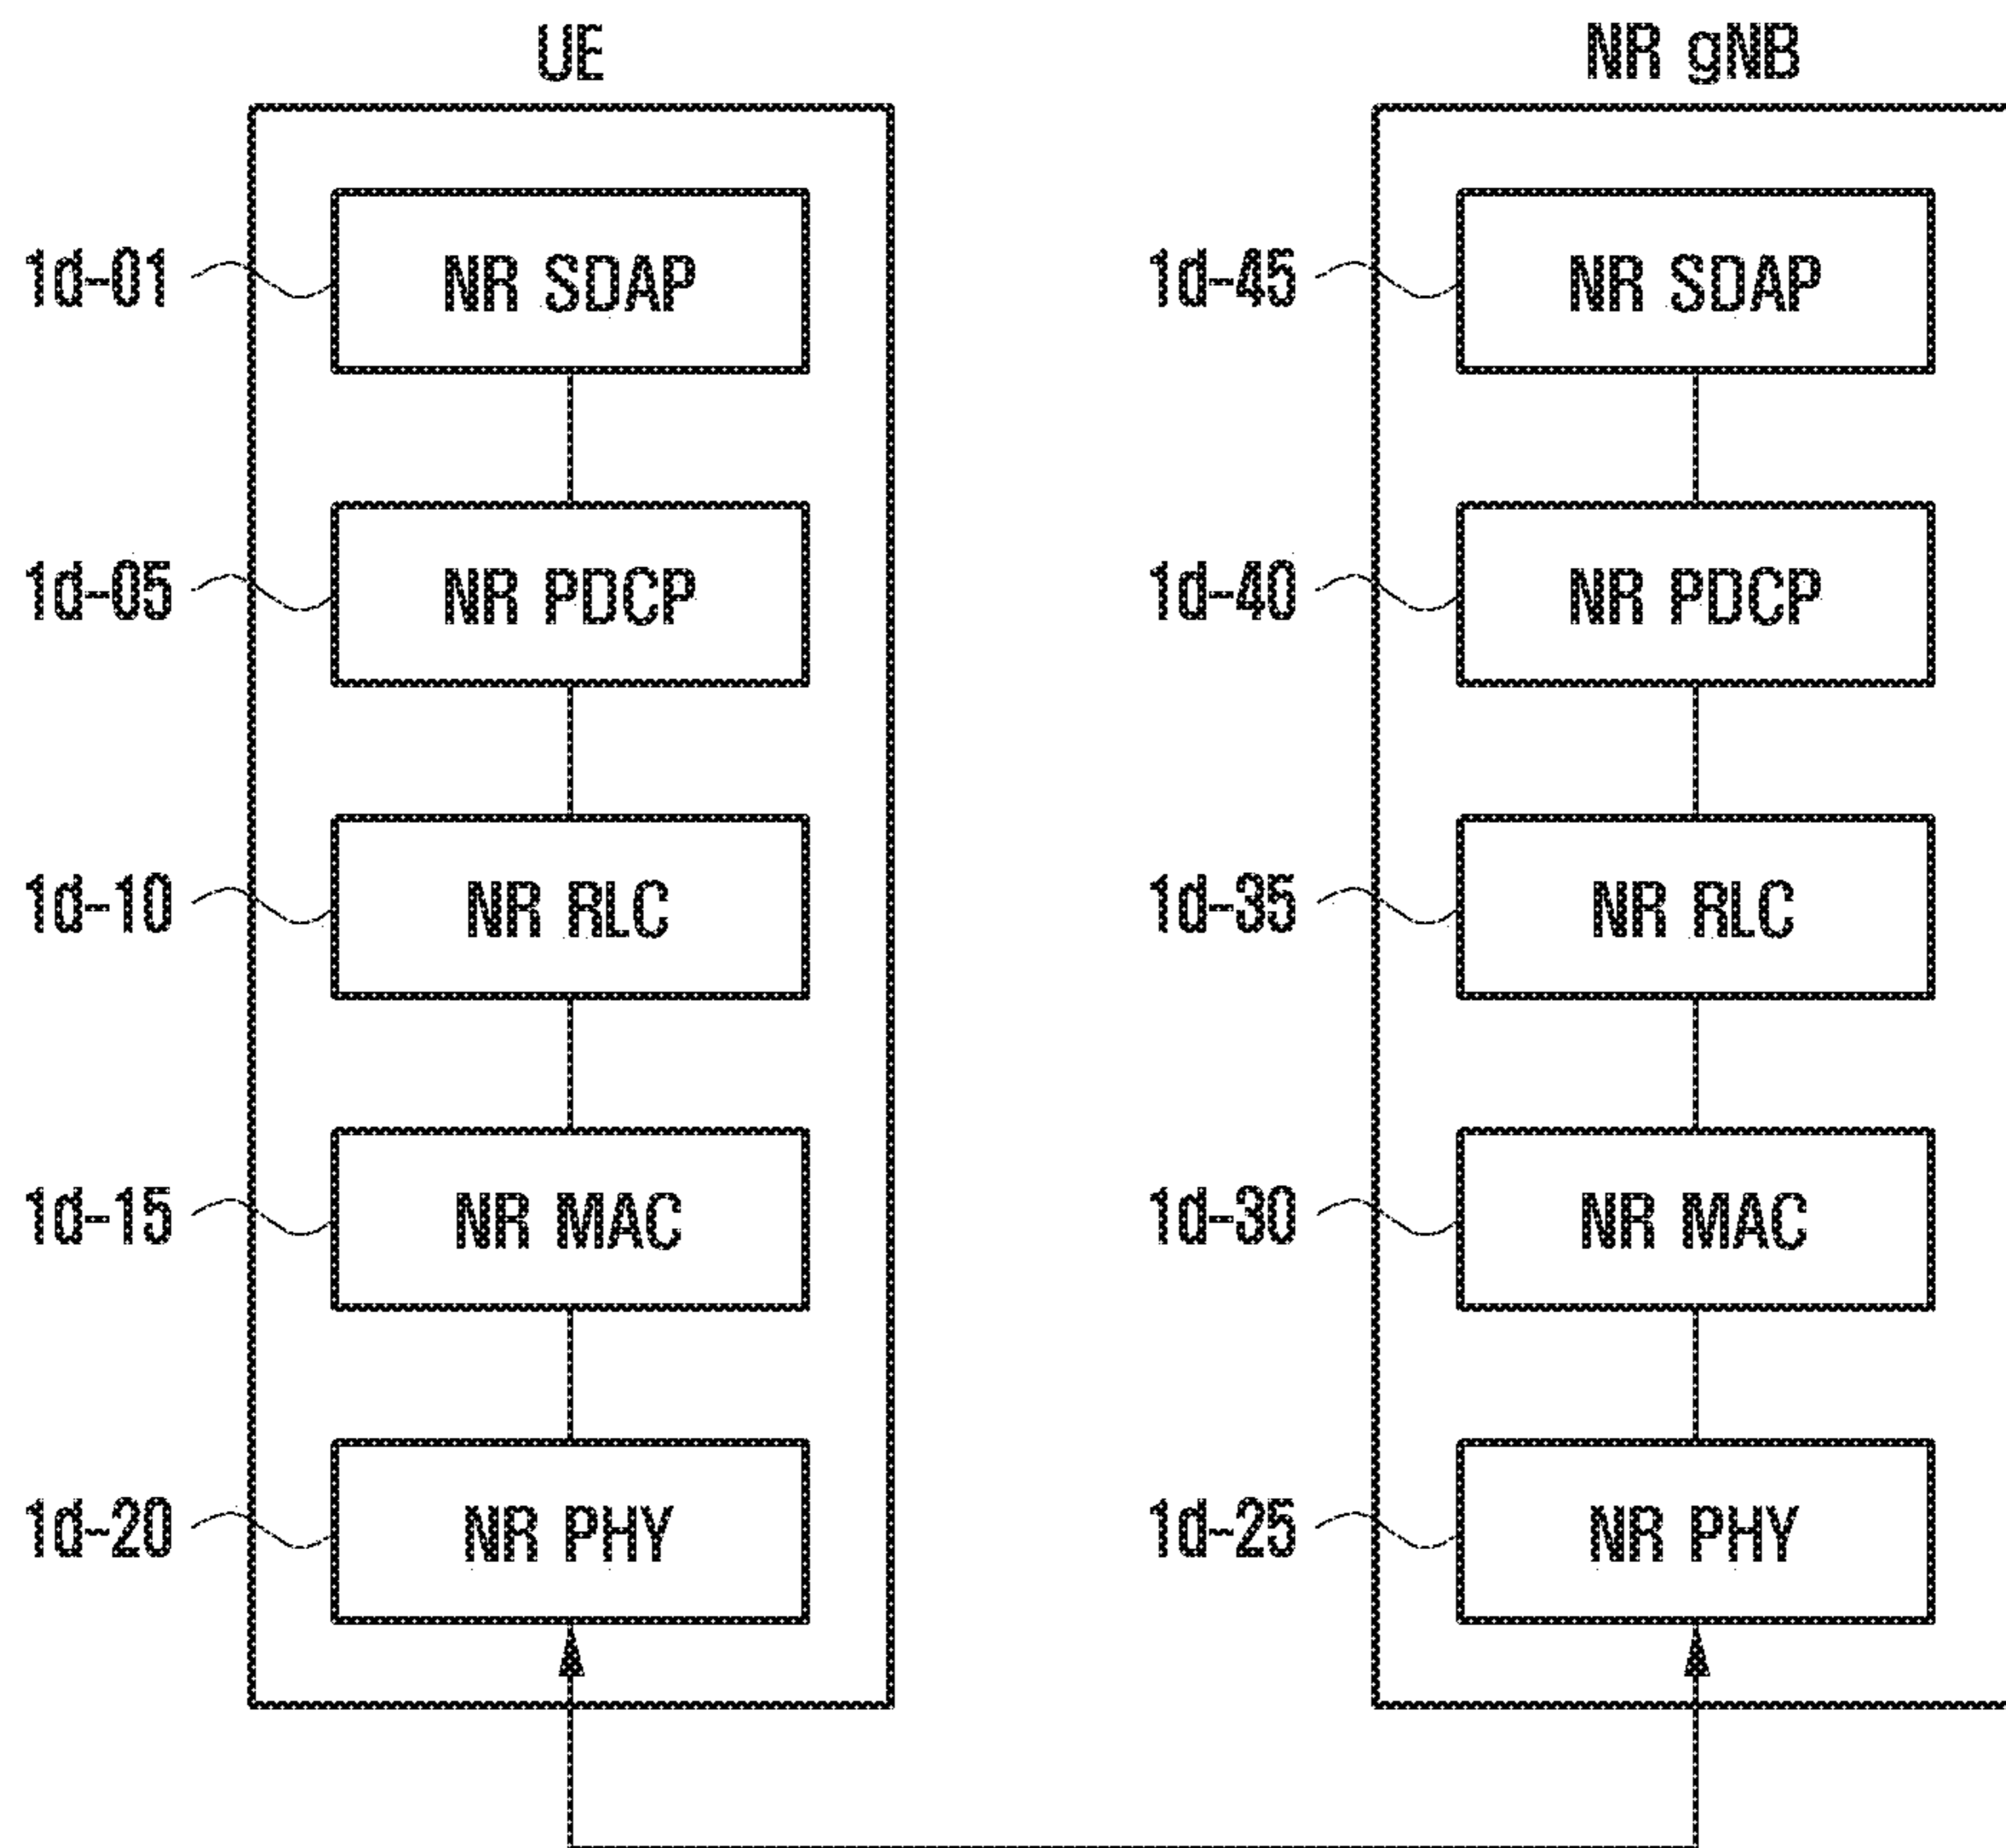 UE
NR gNB
1d-01
NR SDAP
1d-45
NR SDAP
1d-05
NR PDCP
1d-40
NR PDCP
1d-10
NR RLC
1d-35
NR RLC
1d-15
NR MAC
1d-30
NR MAC
1d-20
NR PHY
1d-25
NR PHY